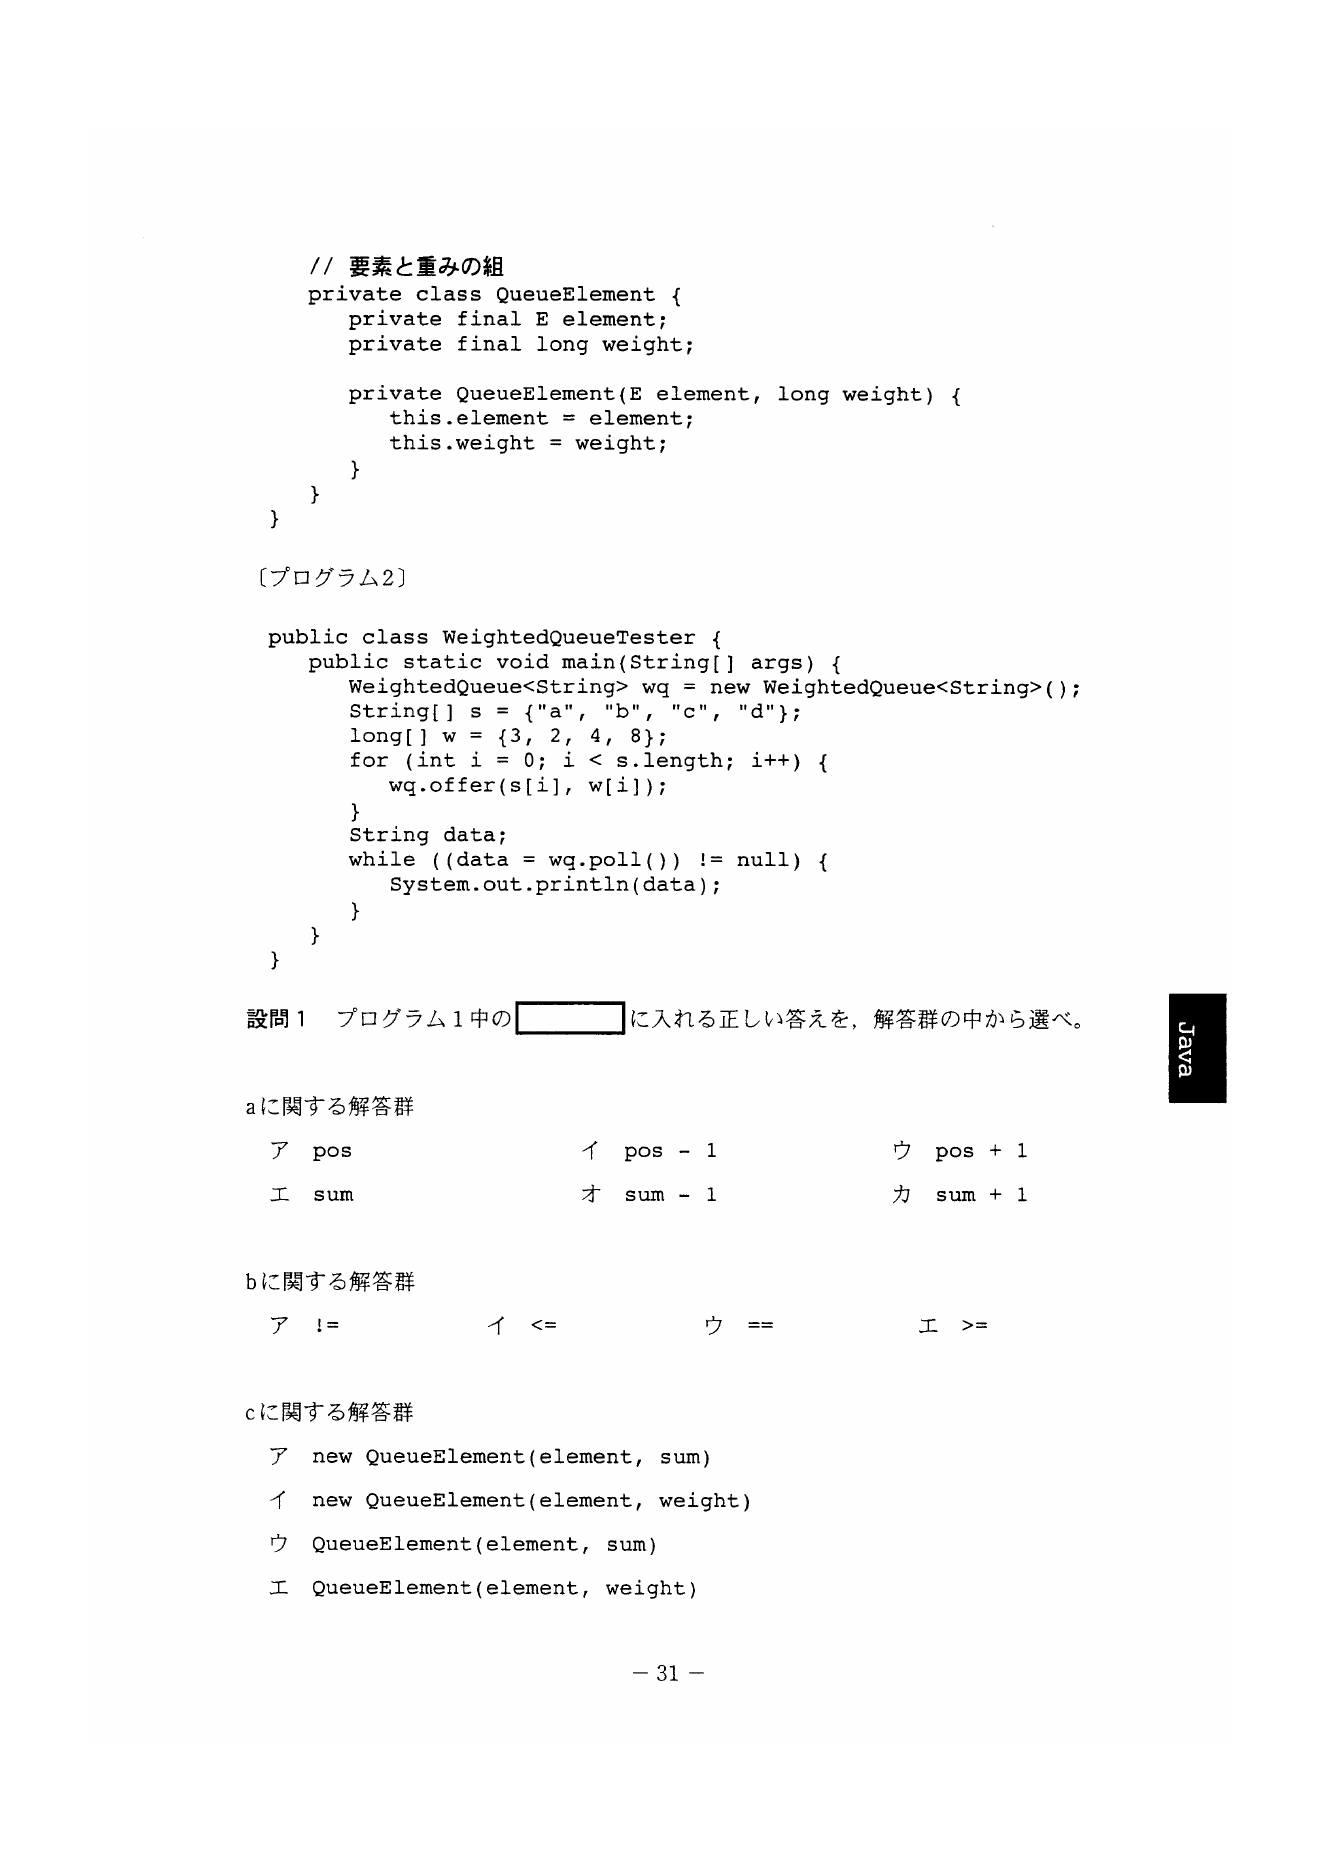 // 要素と重みの組
private class QueueElement {
private final E element;
private final long weight;
private QueueElement(E element, long weight) {
this.element = element;
this.weight = weight;
}
}
}
〔プログラム2〕
public class WeightedQueueTester {
public static void main(String[] args) {
WeightedQueue<String> wq = new WeightedQueue<String>();
String[] s = {"a", "b", "c", "d"};
long[] w = {3, 2, 4, 8};
for (int i = 0; i < s.length; i++) {
wq.offer(s[i], w[i]);
}
String data;
while ((data = wq.poll()) != null) {
System.out.println(data);
}
}
}
設問1 プログラム1中の に入れる正しい答えを，解答群の中から選べ。
Java
aに関する解答群
ア pos イ pos - 1 ウ pos + 1
エ sum オ sum - 1 カ sum + 1
bに関する解答群
ア != イ <= ウ == エ >=
cに関する解答群
ア new QueueElement(element, sum)
イ new QueueElement(element, weight)
ウ QueueElement(element, sum)
エ QueueElement(element, weight)
− 31 −